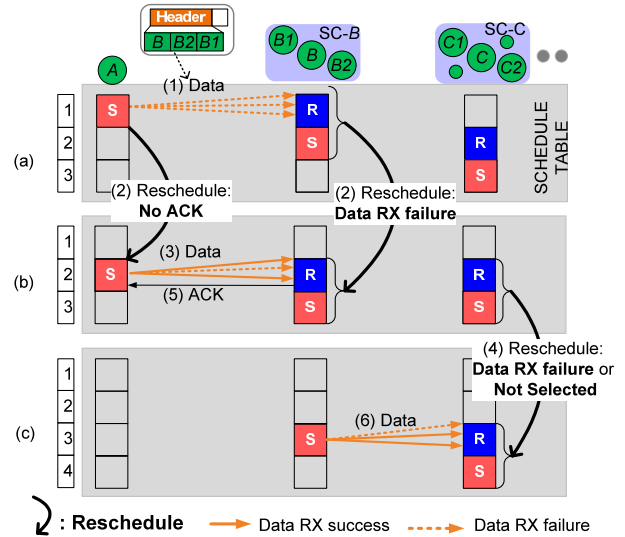 Header
B B2 B1
A
(1) Data
B1 SC-B
B
B2
C1 SC-C
C
C2
(a)
1
2
3
S
R
S
R
S
SCHEDULE
TABLE
(2) Reschedule:
No ACK
(2) Reschedule:
Data RX failure
(b)
1
2
3
S
(3) Data
(5) ACK
R
S
R
S
(4) Reschedule:
Data RX failure or
Not Selected
(c)
1
2
3
4
S
(6) Data
R
S
: Reschedule
Data RX success
Data RX failure